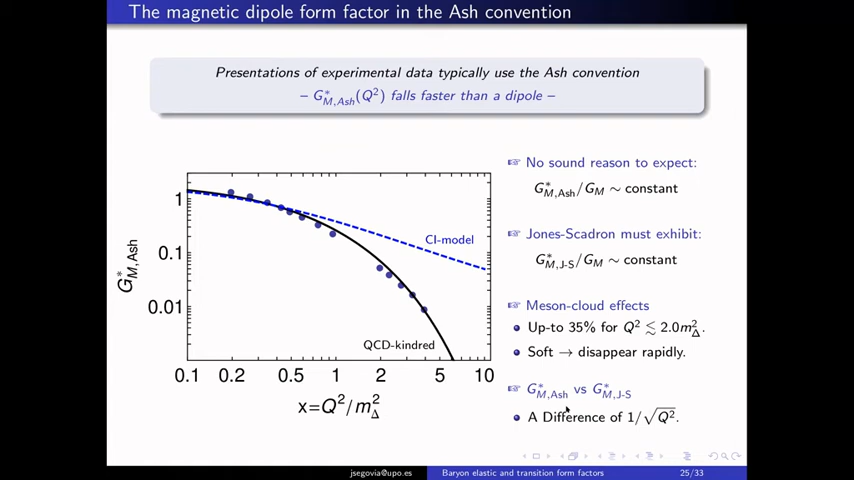 The magnetic dipole form factor in the Ash convention
Presentations of experimental data typically use the Ash convention
– G*M,Ash(Q²) falls faster than a dipole –
1
0.1
0.01
G*M,Ash
CI-model
QCD-kindred
0.1 0.2 0.5 1 2 5 10
x=Q²/m²Δ
☞ No sound reason to expect:
G*M,Ash/GM ∼ constant
☞ Jones-Scadron must exhibit:
G*M,J-S/GM ∼ constant
☞ Meson-cloud effects
Up-to 35% for Q² ≲ 2.0m²Δ.
Soft → disappear rapidly.
☞ G*M,Ash vs G*M,J-S
A Difference of 1/√Q².
jsegovia@upo.es Baryon elastic and transition form factors 25/33